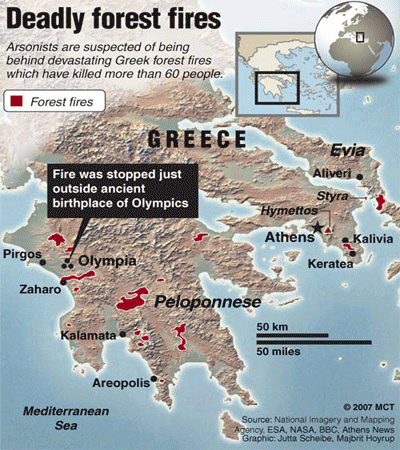 Deadly forest fires
Arsonists are suspected of being
behind devastating Greek forest fires
which have killed more than 60 people.
Forest fires
GREECE
Evia
Fire was stopped just
outside ancient
birthplace of Olympics
Aliveri
Styra
Hymettos
Athens
Kalivia
Pirgos
Olympia
Keratea
Zaharo
Peloponnese
50 km
Kalamata
50 miles
Areopolis
Mediterranean
Sea
© 2007 MCT
Source: National Imagery and Mapping
Agency, ESA, NASA, BBC, Athens News
Graphic: Jutta Scheibe, Majbrit Hoyrup